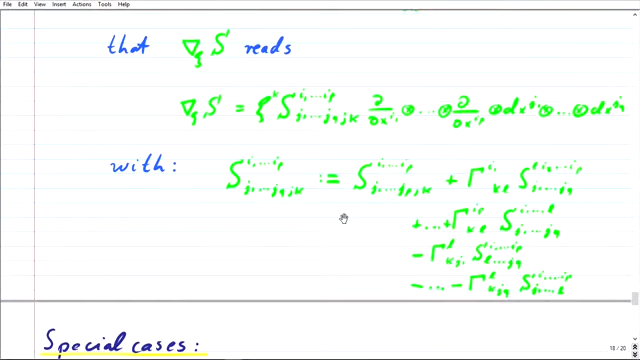 File Edit View Insert Actions Tools Help
that ∇_ξ S reads
∇_ξ S = ξ^k S^{i_1…i_p}_{j_1…j_q;k} ∂/∂x^{i_1} ⊗…⊗ ∂/∂x^{i_p} ⊗ dx^{j_1} ⊗…⊗ dx^{j_q}
with: S^{i_1…i_p}_{j_1…j_q;k} := S^{i_1…i_p}_{j_1…j_q,k} + Γ^{i_1}_{kl} S^{l i_2…i_p}_{j_1…j_q}
+…+ Γ^{i_p}_{kl} S^{i_1…l}_{j_1…j_q}
− Γ^l_{kj_1} S^{i_1…i_p}_{l…j_q}
−…− Γ^l_{kj_q} S^{i_1…i_p}_{j_1…l}
18 / 20
Special cases: